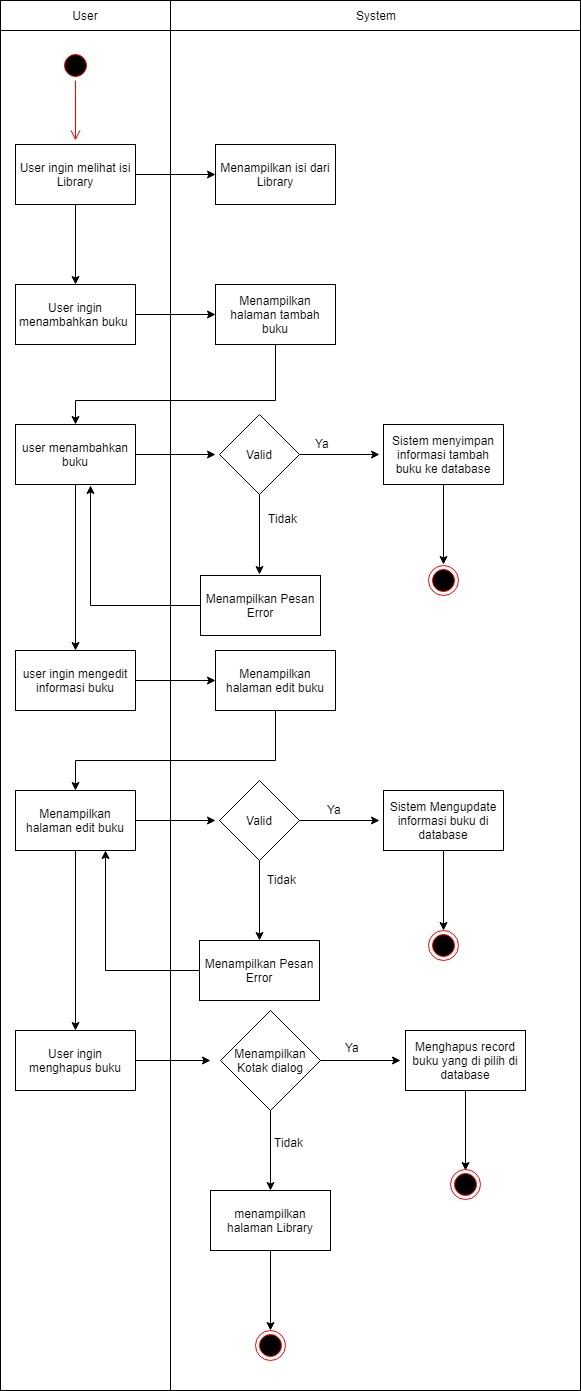 User
System
User ingin melihat isi
Library
Menampilkan isi dari
Library
User ingin
menambahkan buku
Menampilkan
halaman tambah
buku
user menambahkan
buku
Valid
Ya
Sistem menyimpan
informasi tambah
buku ke database
Tidak
Menampilkan Pesan
Error
user ingin mengedit
informasi buku
Menampilkan
halaman edit buku
Menampilkan
halaman edit buku
Valid
Ya
Sistem Mengupdate
informasi buku di
database
Tidak
Menampilkan Pesan
Error
User ingin
menghapus buku
Menampilkan
Kotak dialog
Ya
Menghapus record
buku yang di pilih di
database
Tidak
menampilkan
halaman Library